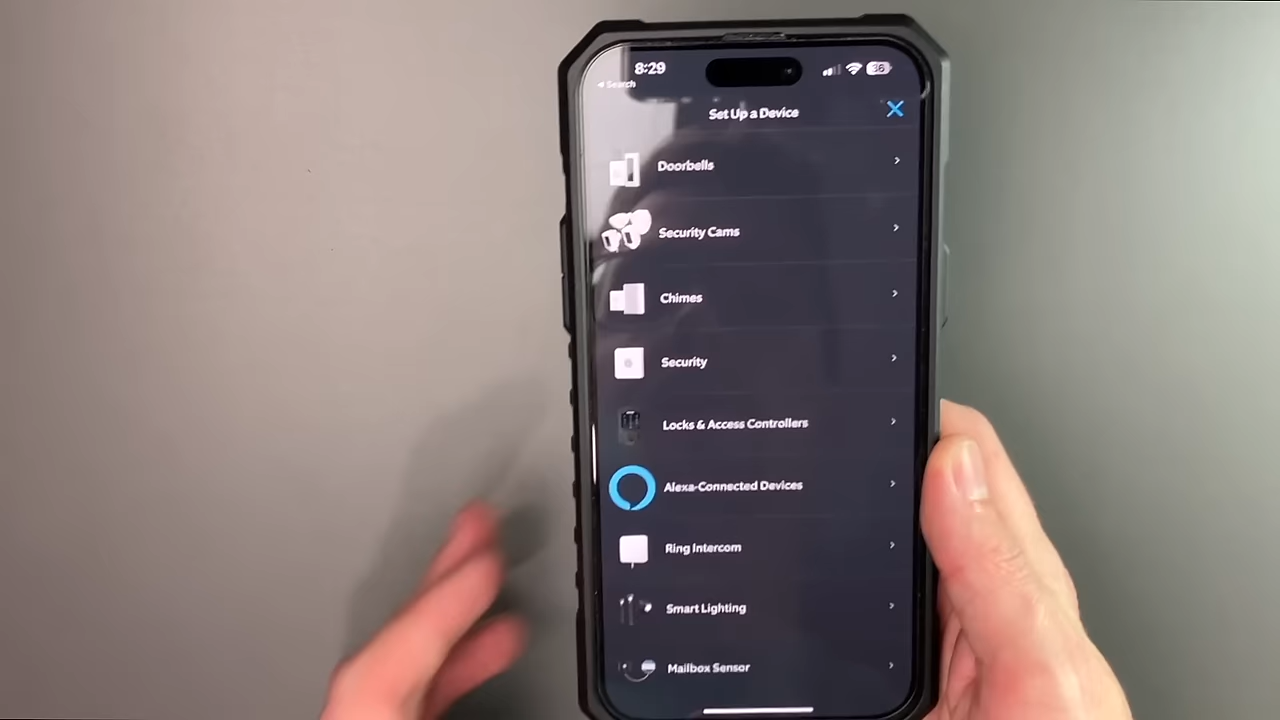 8:29
36
Search
Set Up a Device
Doorbells
Security Cams
Chimes
Security
Locks & Access Controllers
Alexa-Connected Devices
Ring Intercom
Smart Lighting
Mailbox Sensor